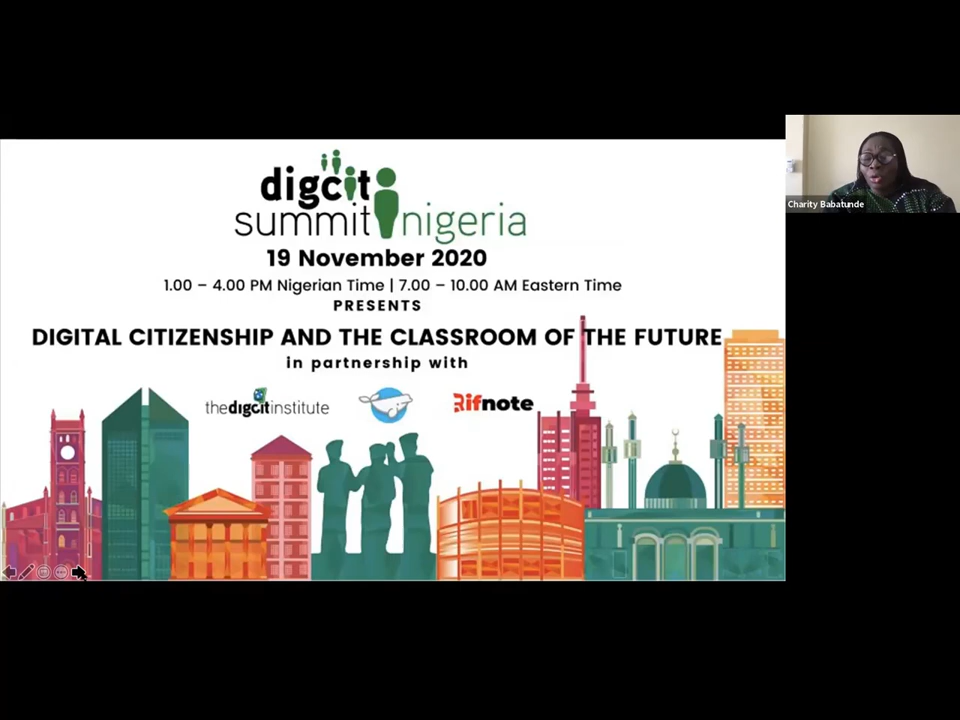 digcit
summit nigeria
19 November 2020
1.00 – 4.00 PM Nigerian Time | 7.00 – 10.00 AM Eastern Time
PRESENTS
DIGITAL CITIZENSHIP AND THE CLASSROOM OF THE FUTURE
in partnership with
thedigcitinstitute
Rifnote
Charity Babatunde